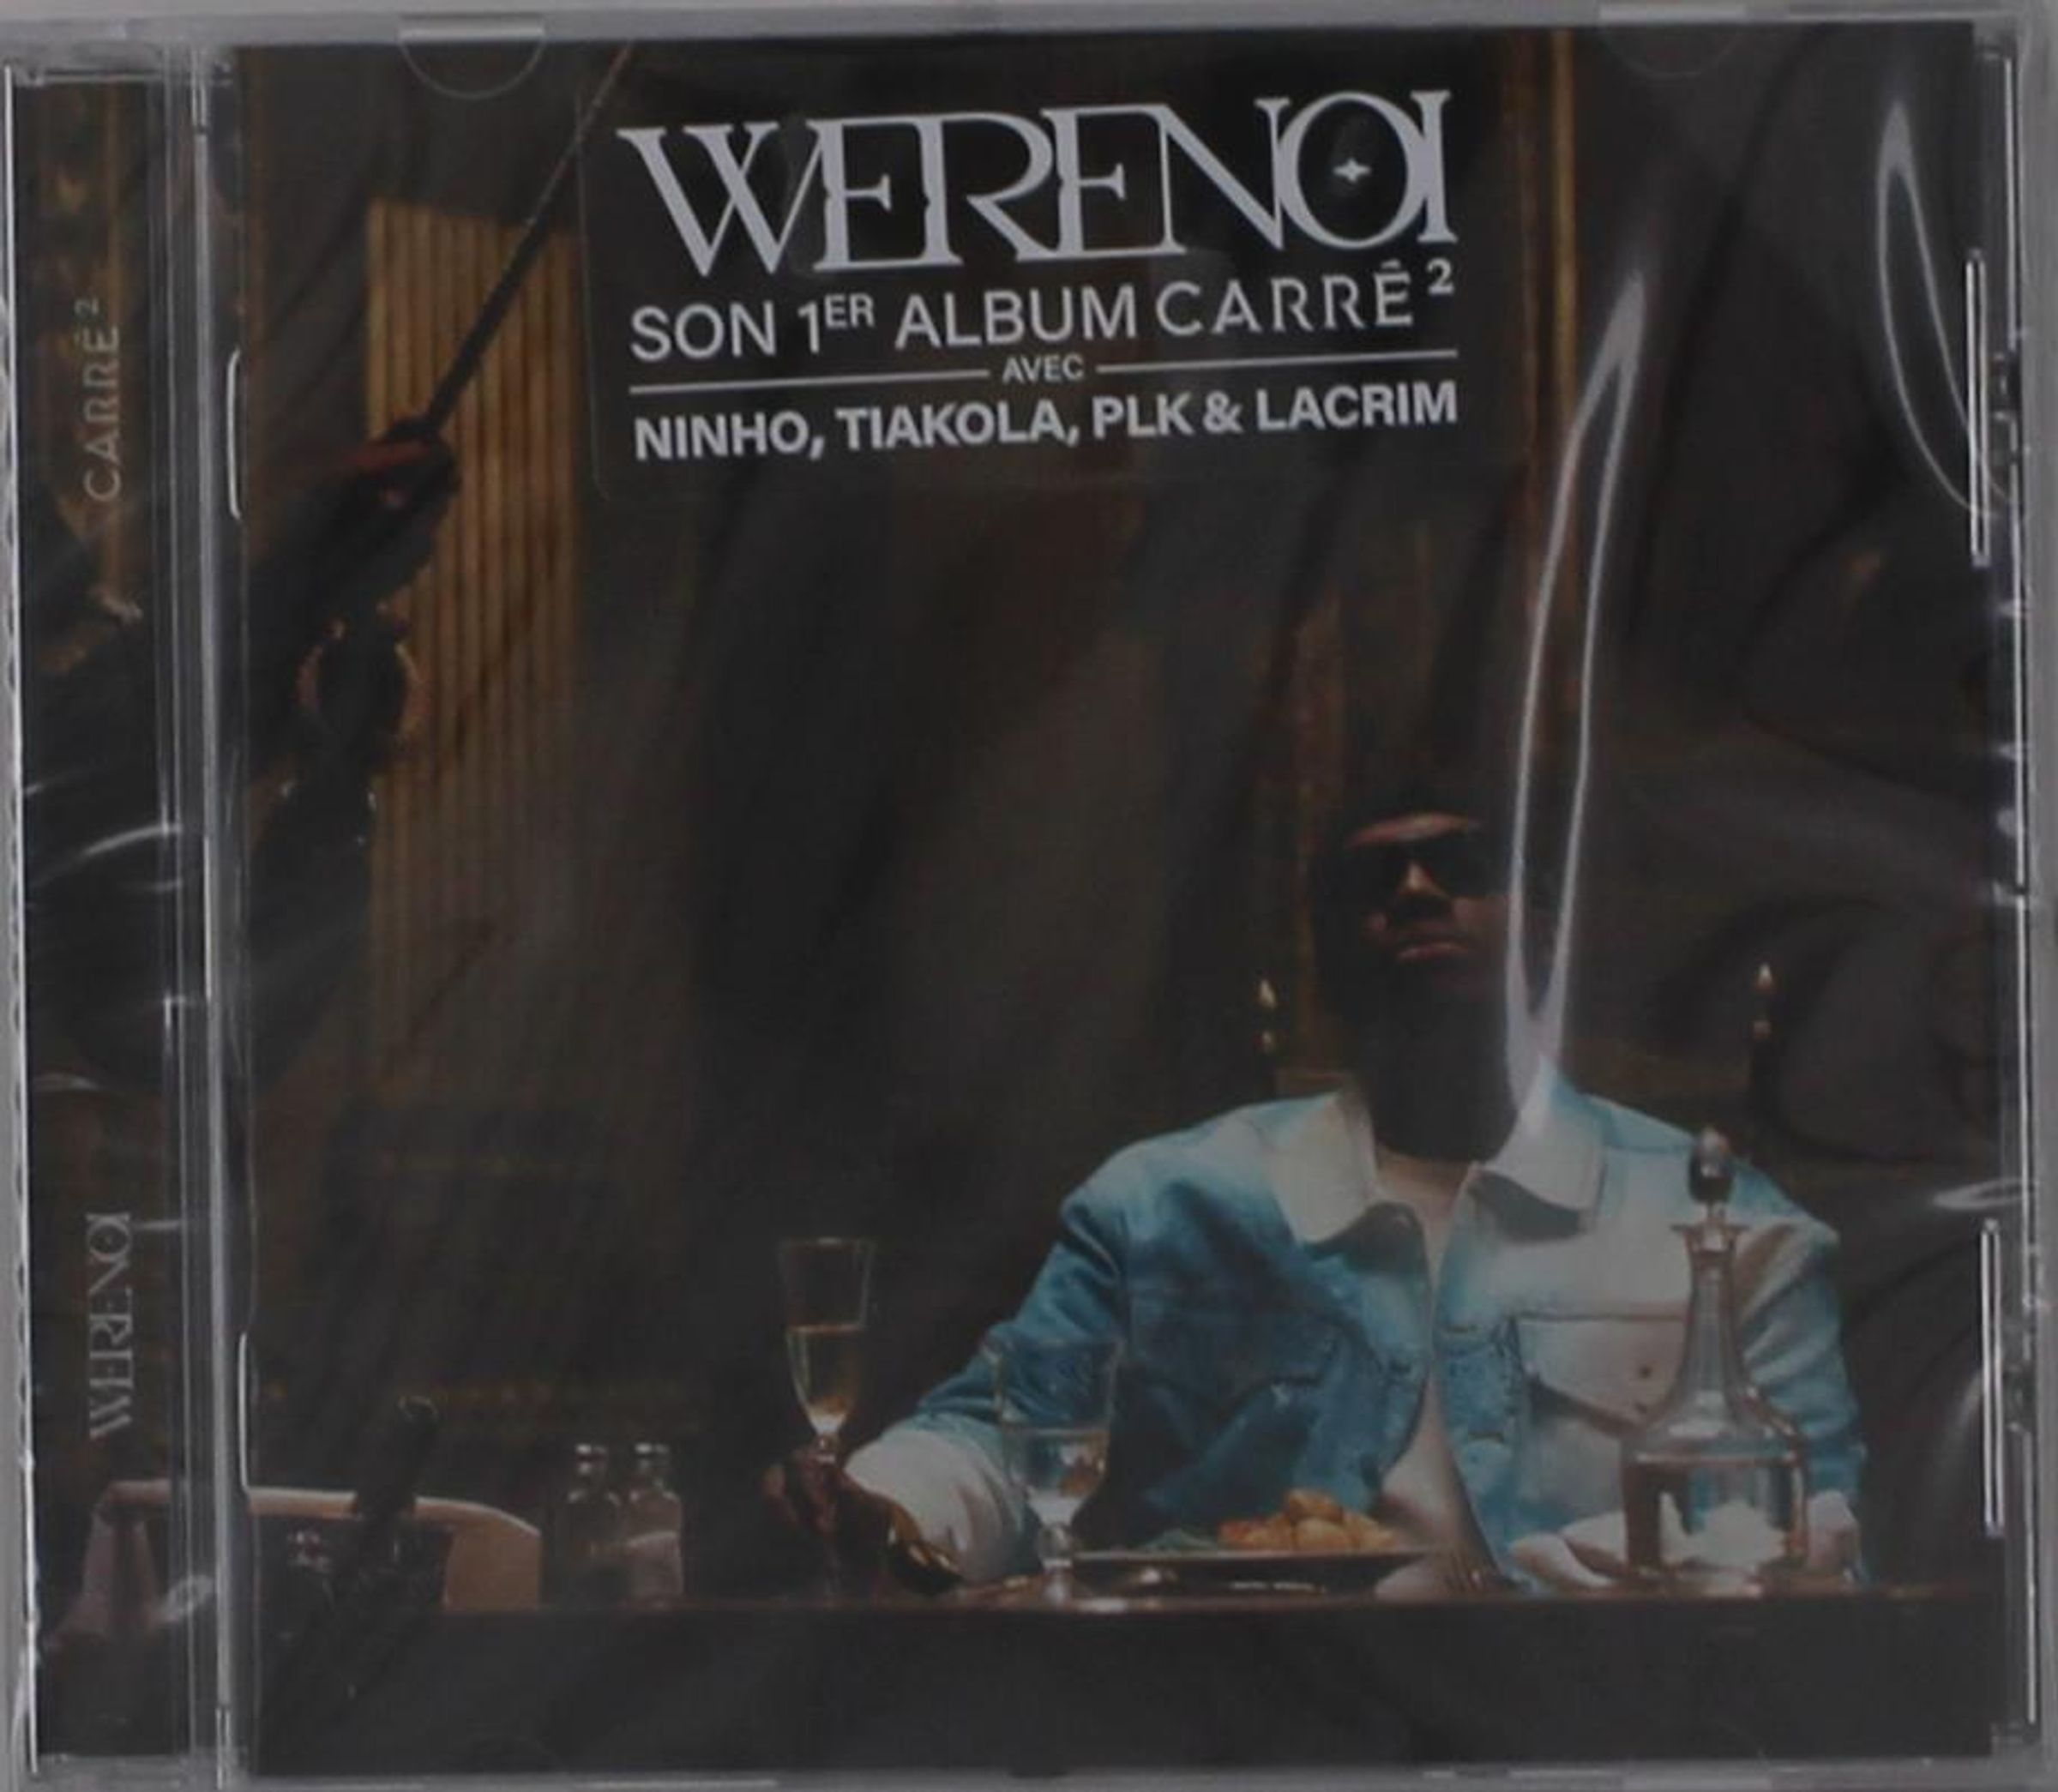 WERENOI
SON 1ER ALBUM CARRÉ 2
AVEC
NINHO, TIAKOLA, PLK & LACRIM
CARRÉ 2
WERENOI